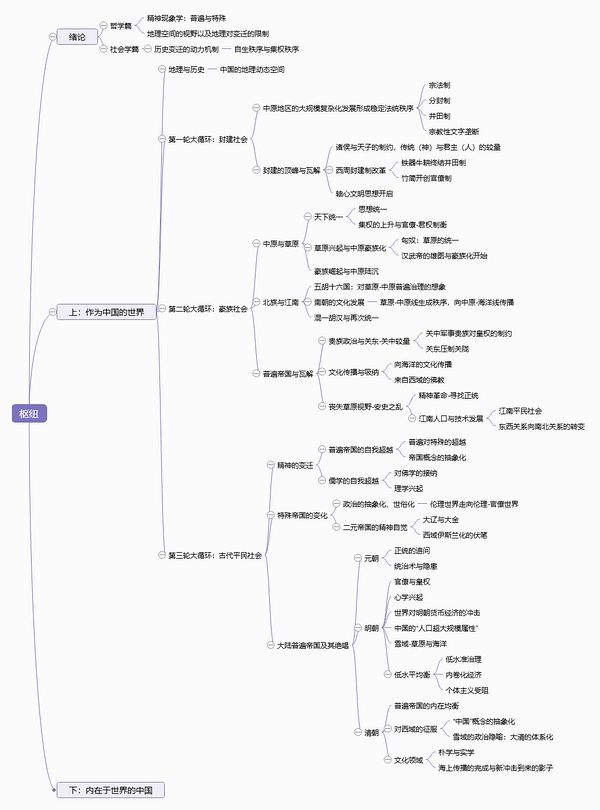 枢纽
绪论
哲学篇
精神现象学：普遍与特殊
地理空间的视野以及地理对变迁的限制
社会学篇
历史变迁的动力机制
自生秩序与集权秩序
上：作为中国的世界
地理与历史
中国的地理动态空间
第一轮大循环：封建社会
中原地区的大规模复杂化发展形成稳定法统秩序
宗法制
分封制
井田制
宗教性文字垄断
封建的顶峰与瓦解
诸侯与天子的制约，传统（神）与君主（人）的较量
西周封建制改革
铁器牛耕终结井田制
竹简开创官僚制
轴心文明思想开启
第二轮大循环：豪族社会
中原与草原
天下统一
思想统一
集权的上升与官僚-君权制衡
草原兴起与中原豪族化
匈奴：草原的统一
汉武帝的雄图与豪族化开始
豪族崛起与中原陆沉
北族与江南
五胡十六国：对草原-中原普遍治理的想象
南朝的文化发展
草原-中原线生成秩序，向中原-海洋线传播
混一胡汉与再次统一
普遍帝国与瓦解
贵族政治与关东-关中较量
关中军事贵族对皇权的制约
关东压制关陇
文化传播与吸纳
向海洋的文化传播
来自西域的佛教
丧失草原视野-安史之乱
精神革命-寻找正统
江南人口与技术发展
江南平民社会
东西关系向南北关系的转变
第三轮大循环：古代平民社会
精神的变迁
普遍帝国的自我超越
普遍对特殊的超越
帝国概念的抽象化
儒学的自我超越
对佛学的接纳
理学兴起
特殊帝国的变化
政治的抽象化、世俗化
伦理世界走向伦理-官僚世界
二元帝国的精神自觉
大辽与大金
西域伊斯兰化的伏笔
大陆普遍帝国及其绝唱
元朝
正统的追问
统治术与隐患
明朝
官僚与皇权
心学兴起
世界对明朝货币经济的冲击
中国的“人口超大规模属性”
雪域-草原与海洋
低水平均衡
低水准治理
内卷化经济
个体主义受阻
清朝
普遍帝国的内在均衡
对西域的征服
“中国”概念的抽象化
雪域的政治隐喻：大清的体系化
文化领域
朴学与实学
海上传播的完成与新冲击到来的影子
下：内在于世界的中国